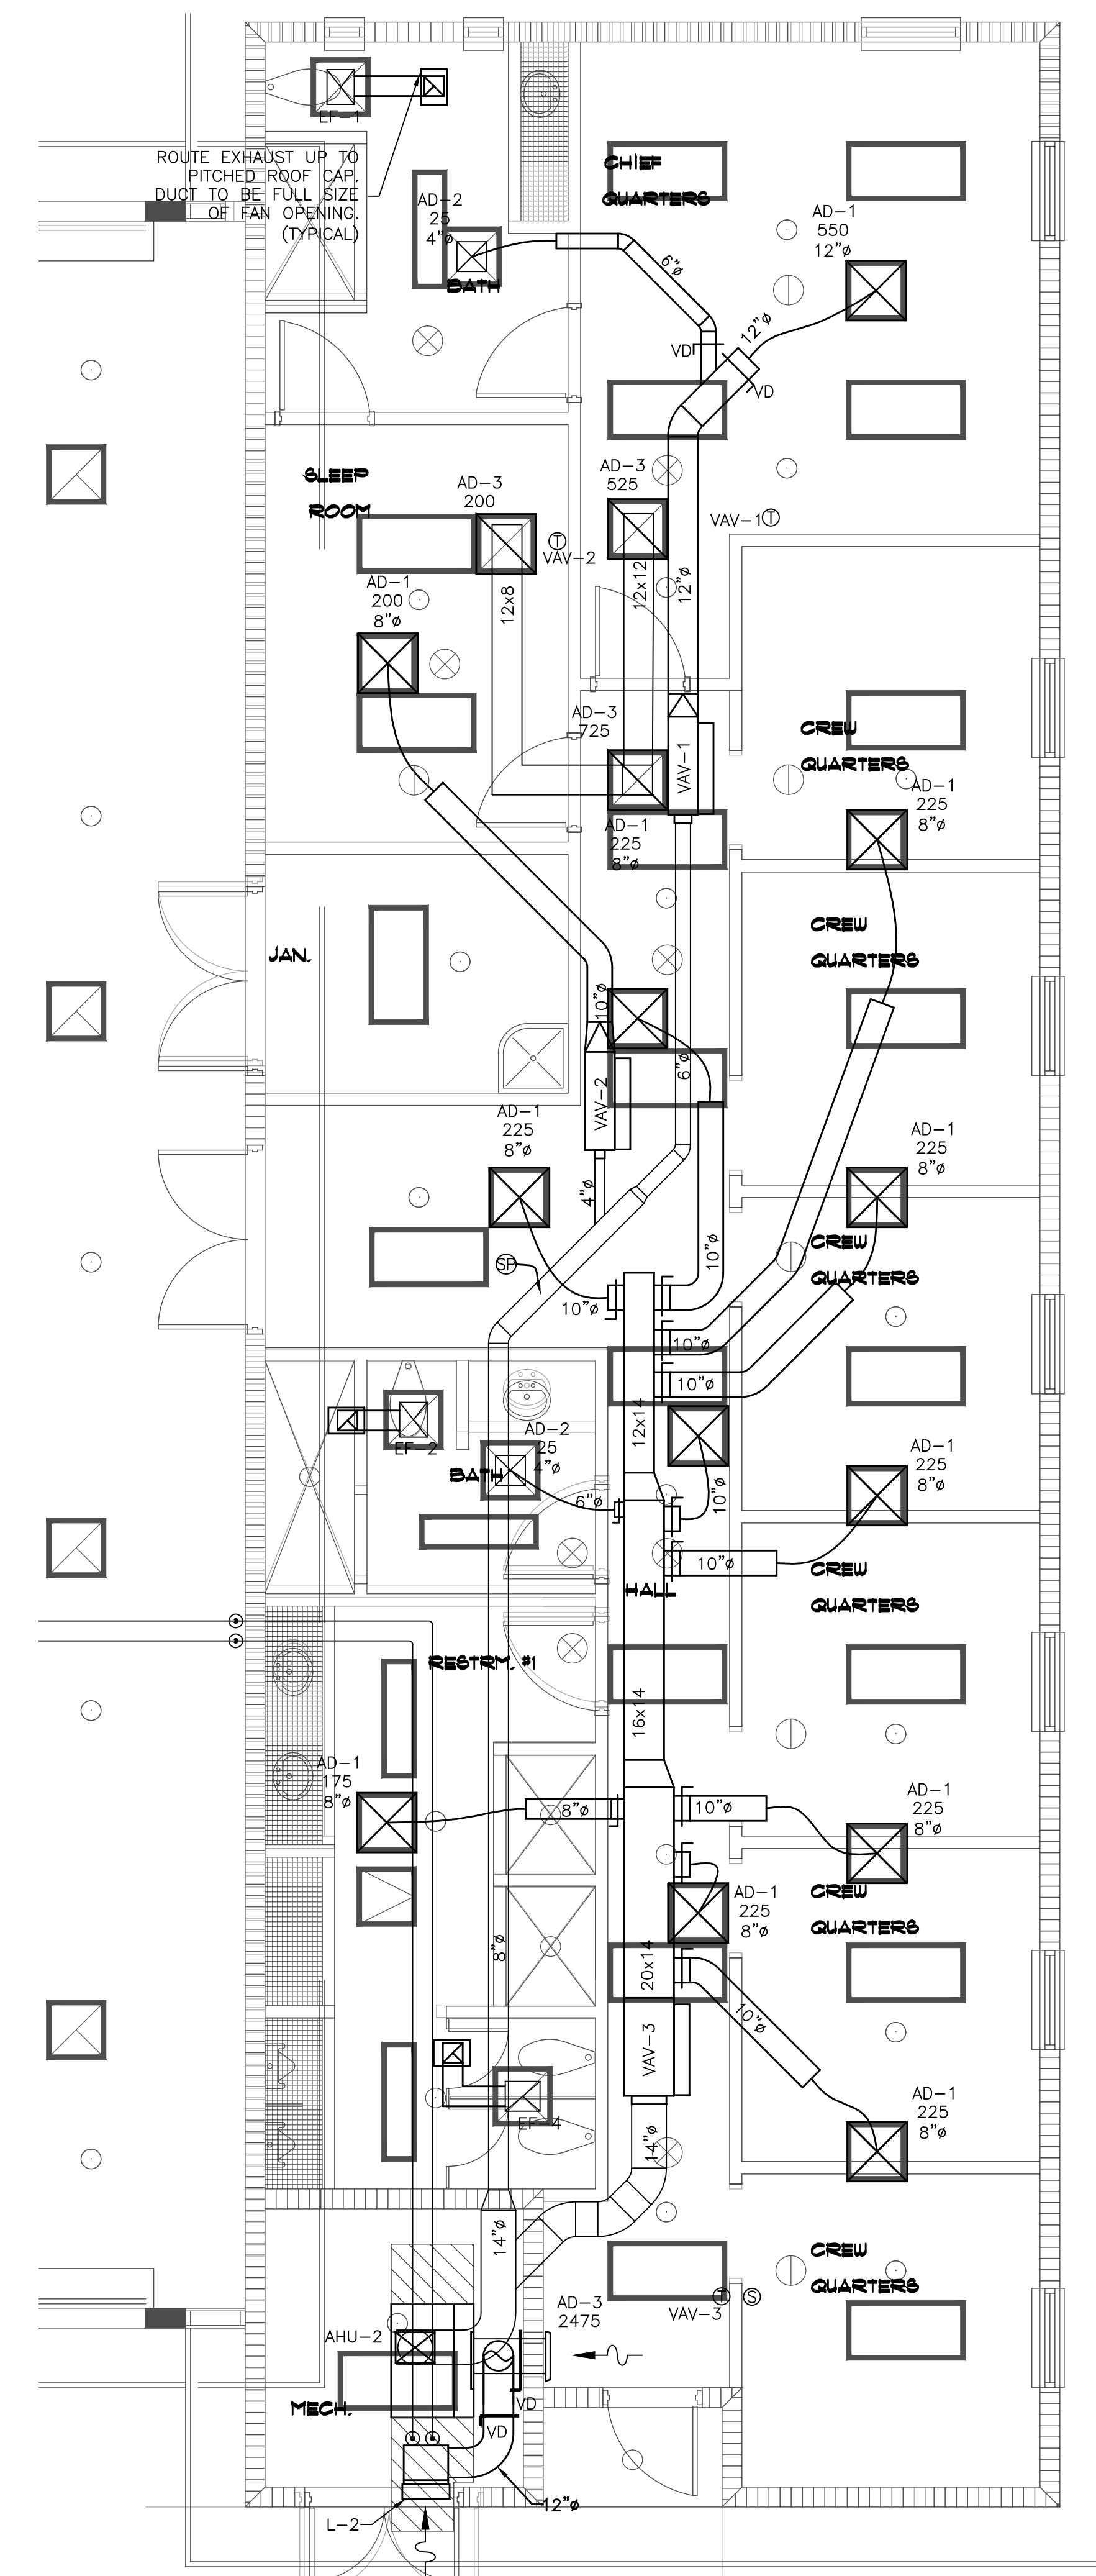 EF-1
ROUTE EXHAUST UP TO
PITCHED ROOF CAP.
DUCT TO BE FULL SIZE
OF FAN OPENING.
(TYPICAL)
AD-2
25
4"ø
BATH
CHIEF
QUARTERS
AD-1
550
12"ø
6"ø
12"ø
VD
VD
SLEEP
ROOM
AD-3
200
AD-3
525
VAV-1
T
T
VAV-2
AD-1
200
8"ø
12x8
12x12
12"ø
AD-3
725
VAV-1
CREW
QUARTERS
AD-1
225
8"ø
AD-1
225
8"ø
CREW
QUARTERS
JAN.
10"ø
6"ø
VAV-2
AD-1
225
8"ø
AD-1
225
8"ø
4"ø
10"ø
SP
CREW
QUARTERS
10"ø
10"ø
10"ø
12x14
EF-2
AD-2
25
4"ø
BATH
6"ø
10"ø
AD-1
225
8"ø
10"ø
CREW
QUARTERS
HALL
RESTRM. #1
16x14
AD-1
175
8"ø
8"ø
10"ø
AD-1
225
8"ø
AD-1
225
8"ø
CREW
QUARTERS
8"ø
20x14
10"ø
VAV-3
EF-4
14"ø
AD-1
225
8"ø
14"ø
CREW
QUARTERS
AD-3
2475
VAV-3
T
S
AHU-2
MECH.
VD
VD
12"ø
L-2